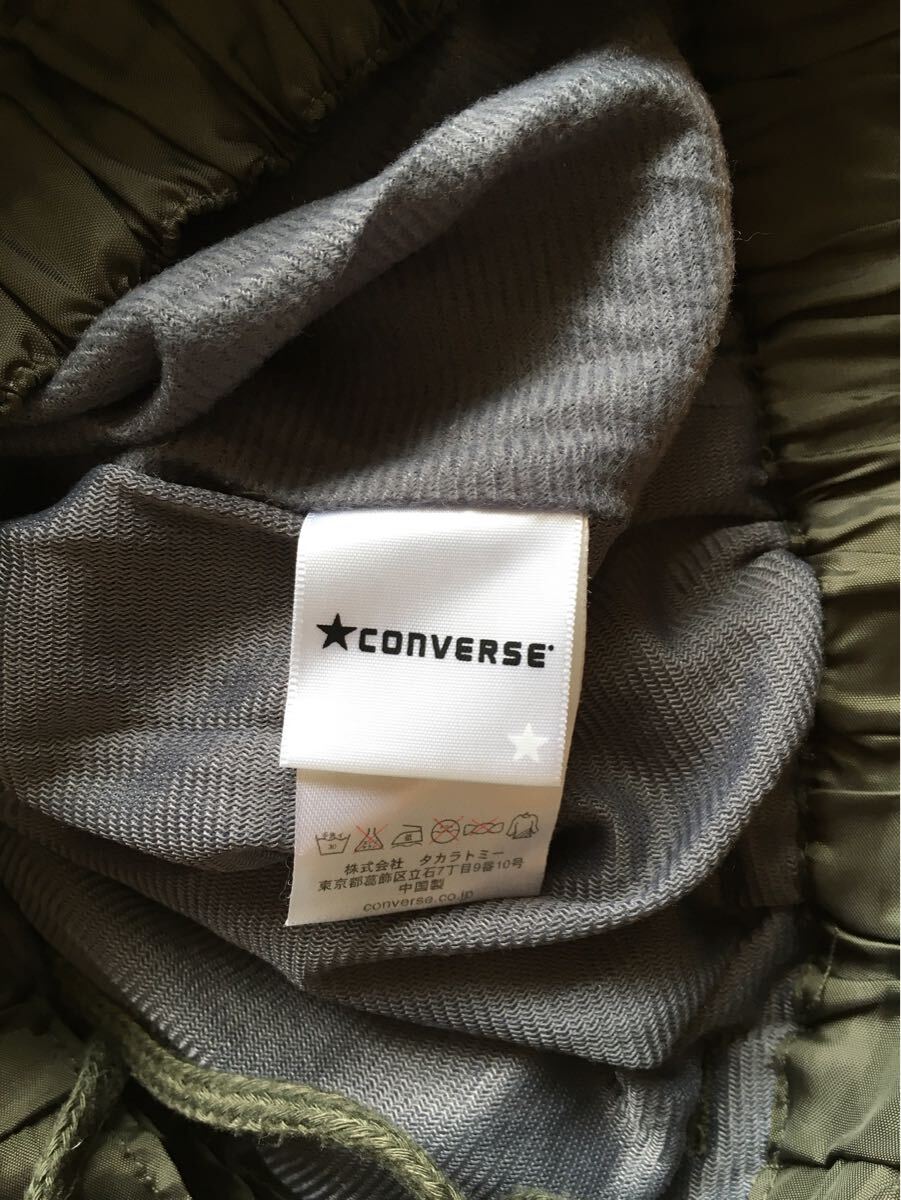 ★CONVERSE
株式会社 タカラトミー
東京都葛飾区立石7丁目9番10号
中国製
converse.co.jp